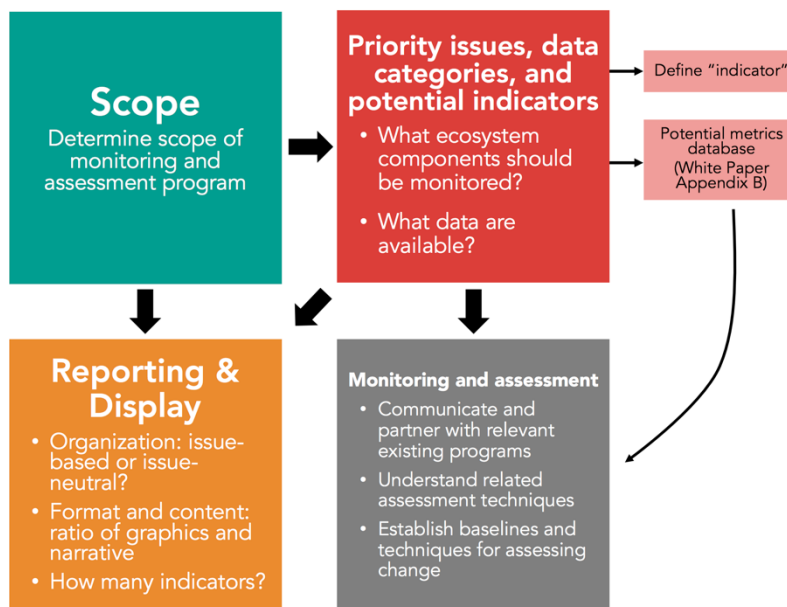 Scope
Determine scope of
monitoring and
assessment program
Priority issues, data
categories, and
potential indicators
• What ecosystem
components should
be monitored?
• What data are
available?
Define “indicator”
Potential metrics
database
(White Paper
Appendix B)
Reporting &
Display
• Organization: issue-
based or issue-
neutral?
• Format and content:
ratio of graphics and
narrative
• How many indicators?
Monitoring and assessment
• Communicate and
partner with relevant
existing programs
• Understand related
assessment techniques
• Establish baselines and
techniques for assessing
change